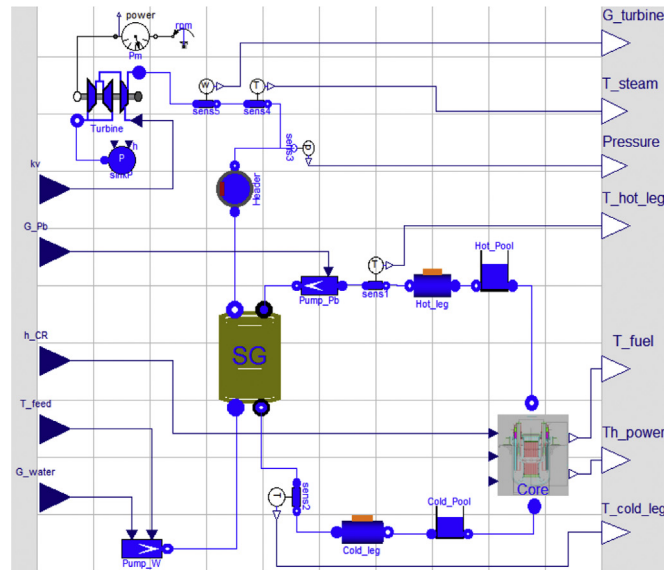 power
G_turbine
rpm
Pm
T_steam
W
T
sens5
sens4
Turbine
sens3
p
Pressure
P
h
sinkP
kv
Header
T_hot_leg
G_Pb
Hot_Pool
T
Pump_Pb
sens1
Hot_leg
SG
h_CR
T_fuel
T_feed
Th_power
Core
G_water
T
sens2
Cold_Pool
T_cold_leg
Cold_leg
Pump_W